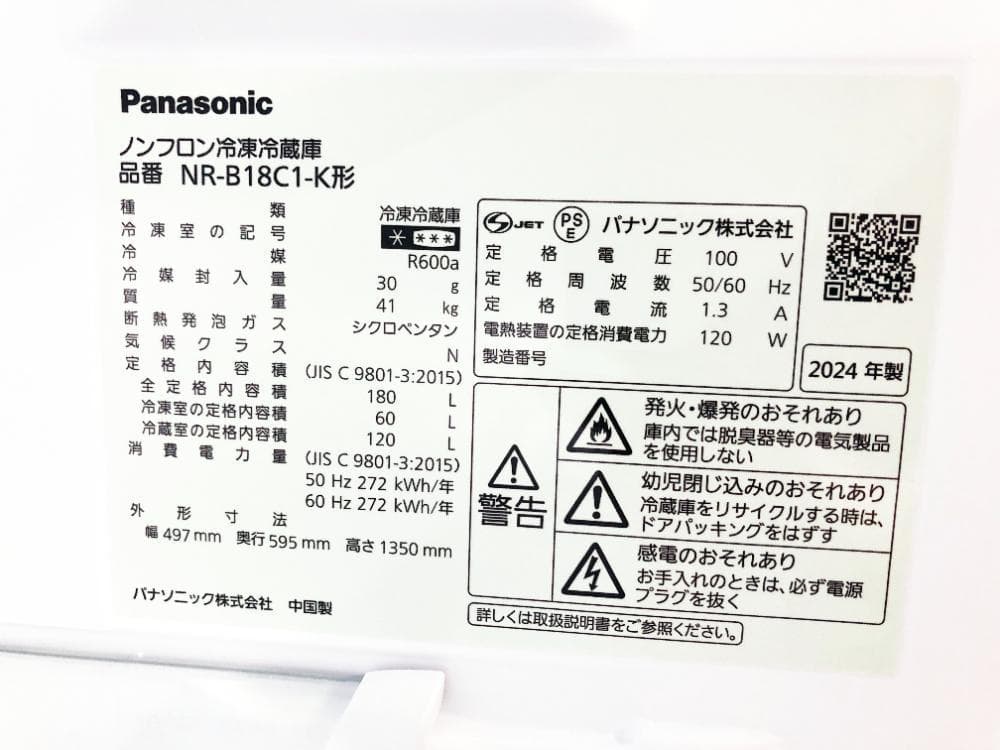 Panasonic
ノンフロン冷凍冷蔵庫
品番 NR-B18C1-K形
種類 冷凍冷蔵庫
冷凍室の記号 * ***
冷媒 R600a
冷媒封入量 30 g
質量 41 kg
断熱発泡ガス シクロペンタン
気候クラス N
定格内容積 (JIS C 9801-3:2015)
全定格内容積 180 L
冷凍室の定格内容積 60 L
冷蔵室の定格内容積 120 L
消費電力量 (JIS C 9801-3:2015)
50 Hz 272 kWh/年
60 Hz 272 kWh/年
外形寸法
幅 497 mm 奥行 595 mm 高さ 1350 mm
パナソニック株式会社 中国製
JET PS E パナソニック株式会社
定格電圧 100 V
定格周波数 50/60 Hz
定格電流 1.3 A
電熱装置の定格消費電力 120 W
製造番号
2024 年製
警告
発火・爆発のおそれあり
庫内では脱臭器等の電気製品
を使用しない
幼児閉じ込みのおそれあり
冷蔵庫をリサイクルする時は、
ドアパッキングをはずす
感電のおそれあり
お手入れのときは、必ず電源
プラグを抜く
詳しくは取扱説明書をご参照ください。